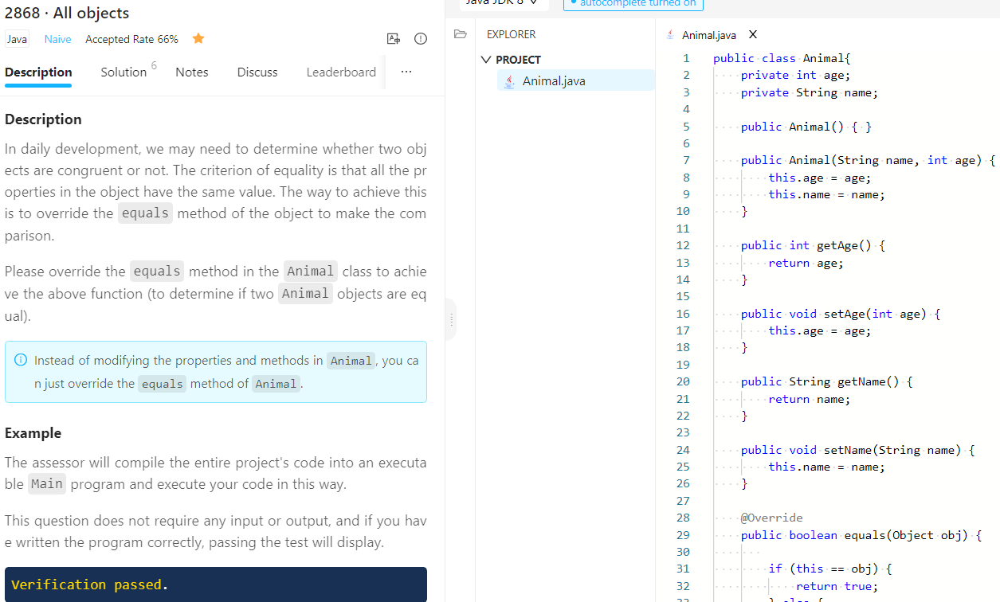 2868 · All objects
Java Naive Accepted Rate 66%
Description Solution 6 Notes Discuss Leaderboard ...
Description
In daily development, we may need to determine whether two obj
ects are congruent or not. The criterion of equality is that all the pr
operties in the object have the same value. The way to achieve this
is to override the equals method of the object to make the com
parison.
Please override the equals method in the Animal class to achie
ve the above function (to determine if two Animal objects are eq
ual).
Instead of modifying the properties and methods in Animal, you ca
n just override the equals method of Animal.
Example
The assessor will compile the entire project's code into an executa
ble Main program and execute your code in this way.
This question does not require any input or output, and if you hav
e written the program correctly, passing the test will display.
Verification passed.
Java JDK 8
autocomplete turned on
EXPLORER
PROJECT
Animal.java
Animal.java X
1 public class Animal{
2 private int age;
3 private String name;
4
5 public Animal() { }
6
7 public Animal(String name, int age) {
8 this.age = age;
9 this.name = name;
10 }
11
12 public int getAge() {
13 return age;
14 }
15
16 public void setAge(int age) {
17 this.age = age;
18 }
19
20 public String getName() {
21 return name;
22 }
23
24 public void setName(String name) {
25 this.name = name;
26 }
27
28 @Override
29 public boolean equals(Object obj) {
30
31 if (this == obj) {
32 return true;
33 } else {